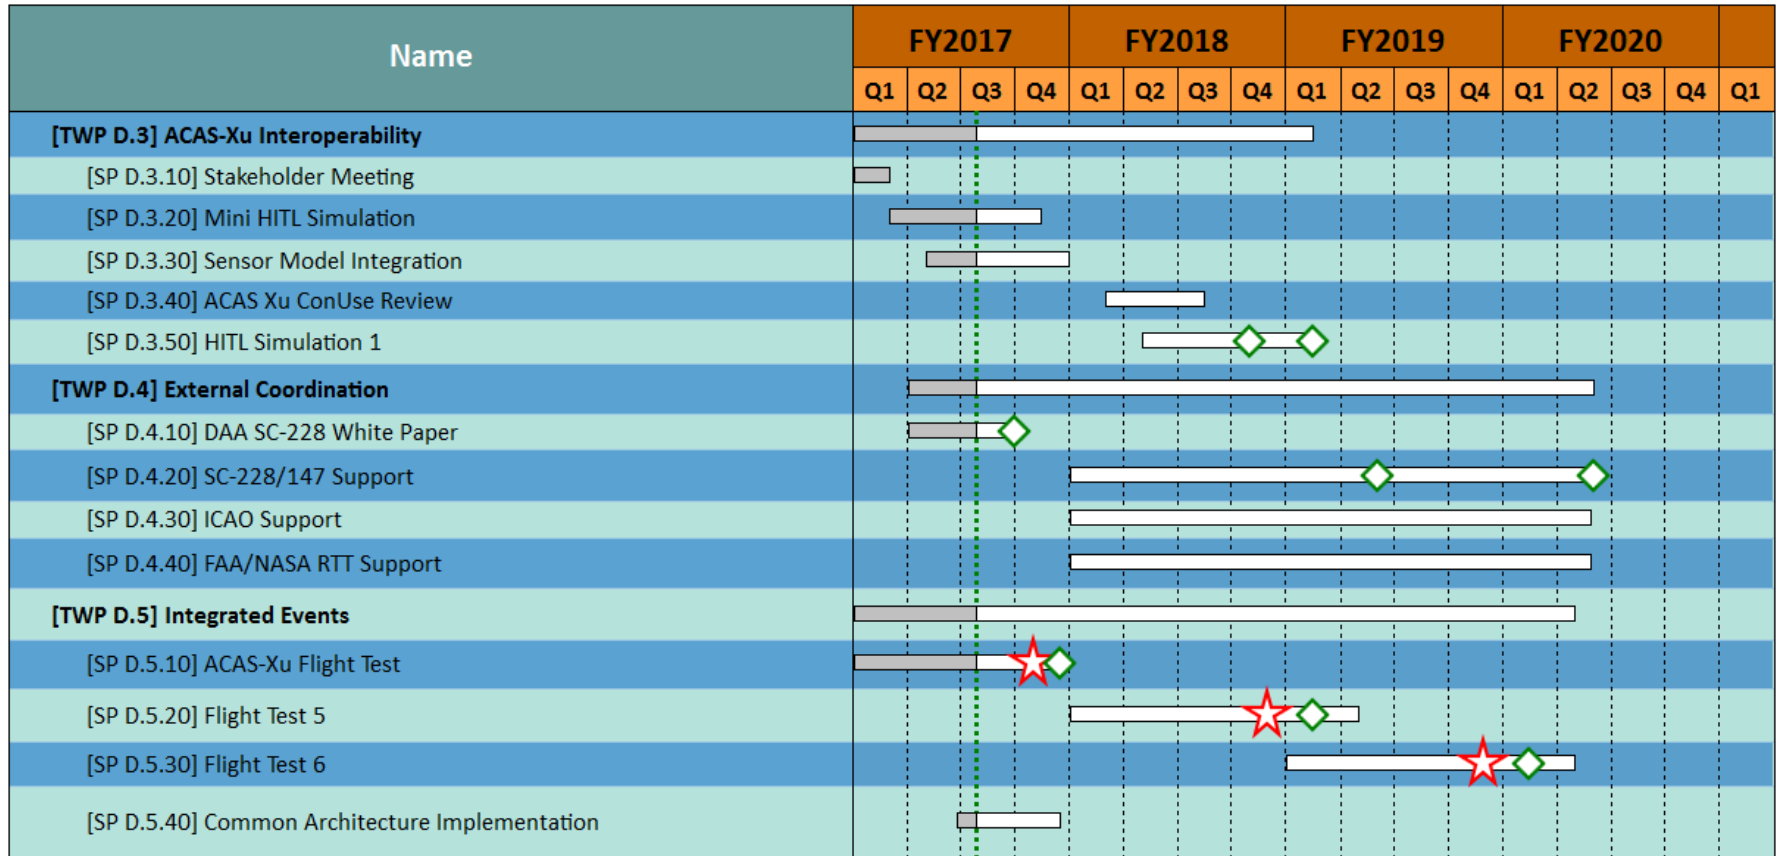 Name
FY2017 FY2018 FY2019 FY2020
Q1 Q2 Q3 Q4 Q1 Q2 Q3 Q4 Q1 Q2 Q3 Q4 Q1 Q2 Q3 Q4 Q1
[TWP D.3] ACAS-Xu Interoperability
[SP D.3.10] Stakeholder Meeting
[SP D.3.20] Mini HITL Simulation
[SP D.3.30] Sensor Model Integration
[SP D.3.40] ACAS Xu ConUse Review
[SP D.3.50] HITL Simulation 1
[TWP D.4] External Coordination
[SP D.4.10] DAA SC-228 White Paper
[SP D.4.20] SC-228/147 Support
[SP D.4.30] ICAO Support
[SP D.4.40] FAA/NASA RTT Support
[TWP D.5] Integrated Events
[SP D.5.10] ACAS-Xu Flight Test
[SP D.5.20] Flight Test 5
[SP D.5.30] Flight Test 6
[SP D.5.40] Common Architecture Implementation